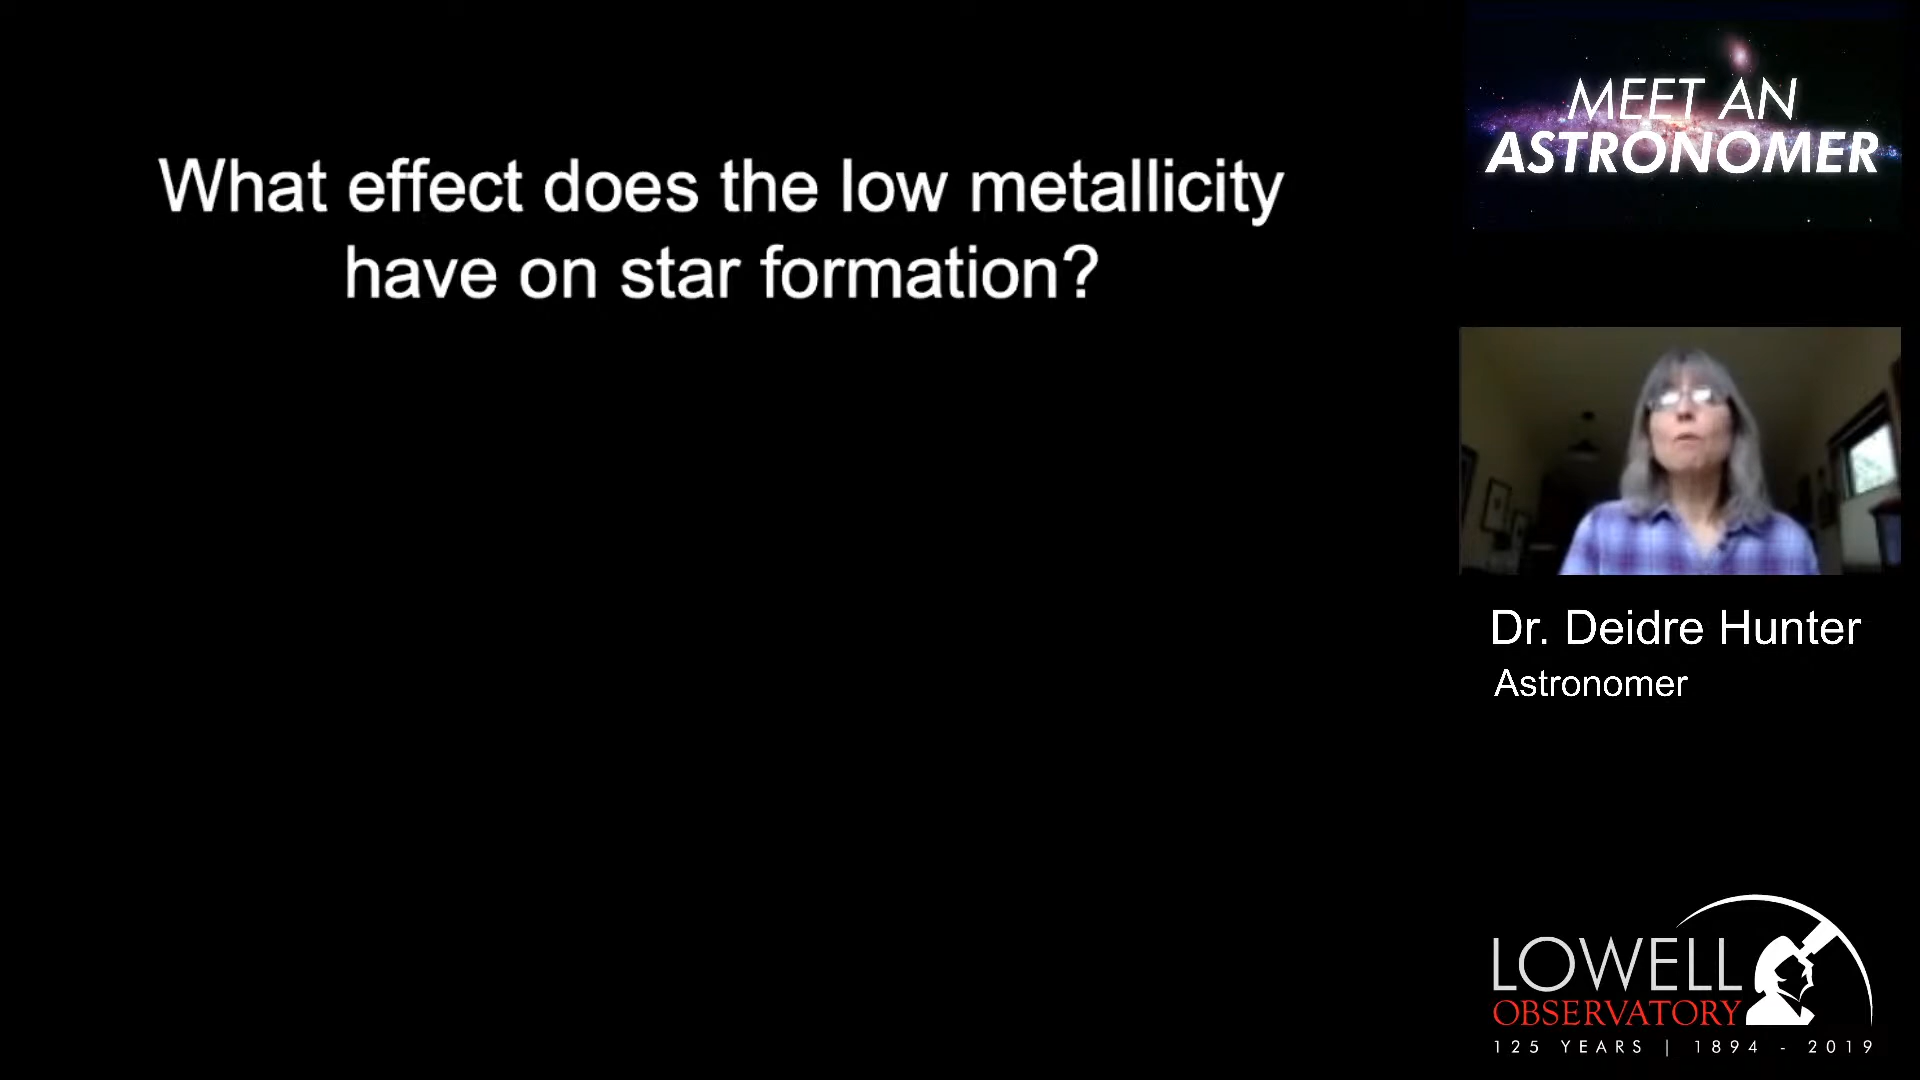 What effect does the low metallicity
have on star formation?
MEET AN
ASTRONOMER
Dr. Deidre Hunter
Astronomer
LOWELL
OBSERVATORY
125 YEARS | 1894 - 2019